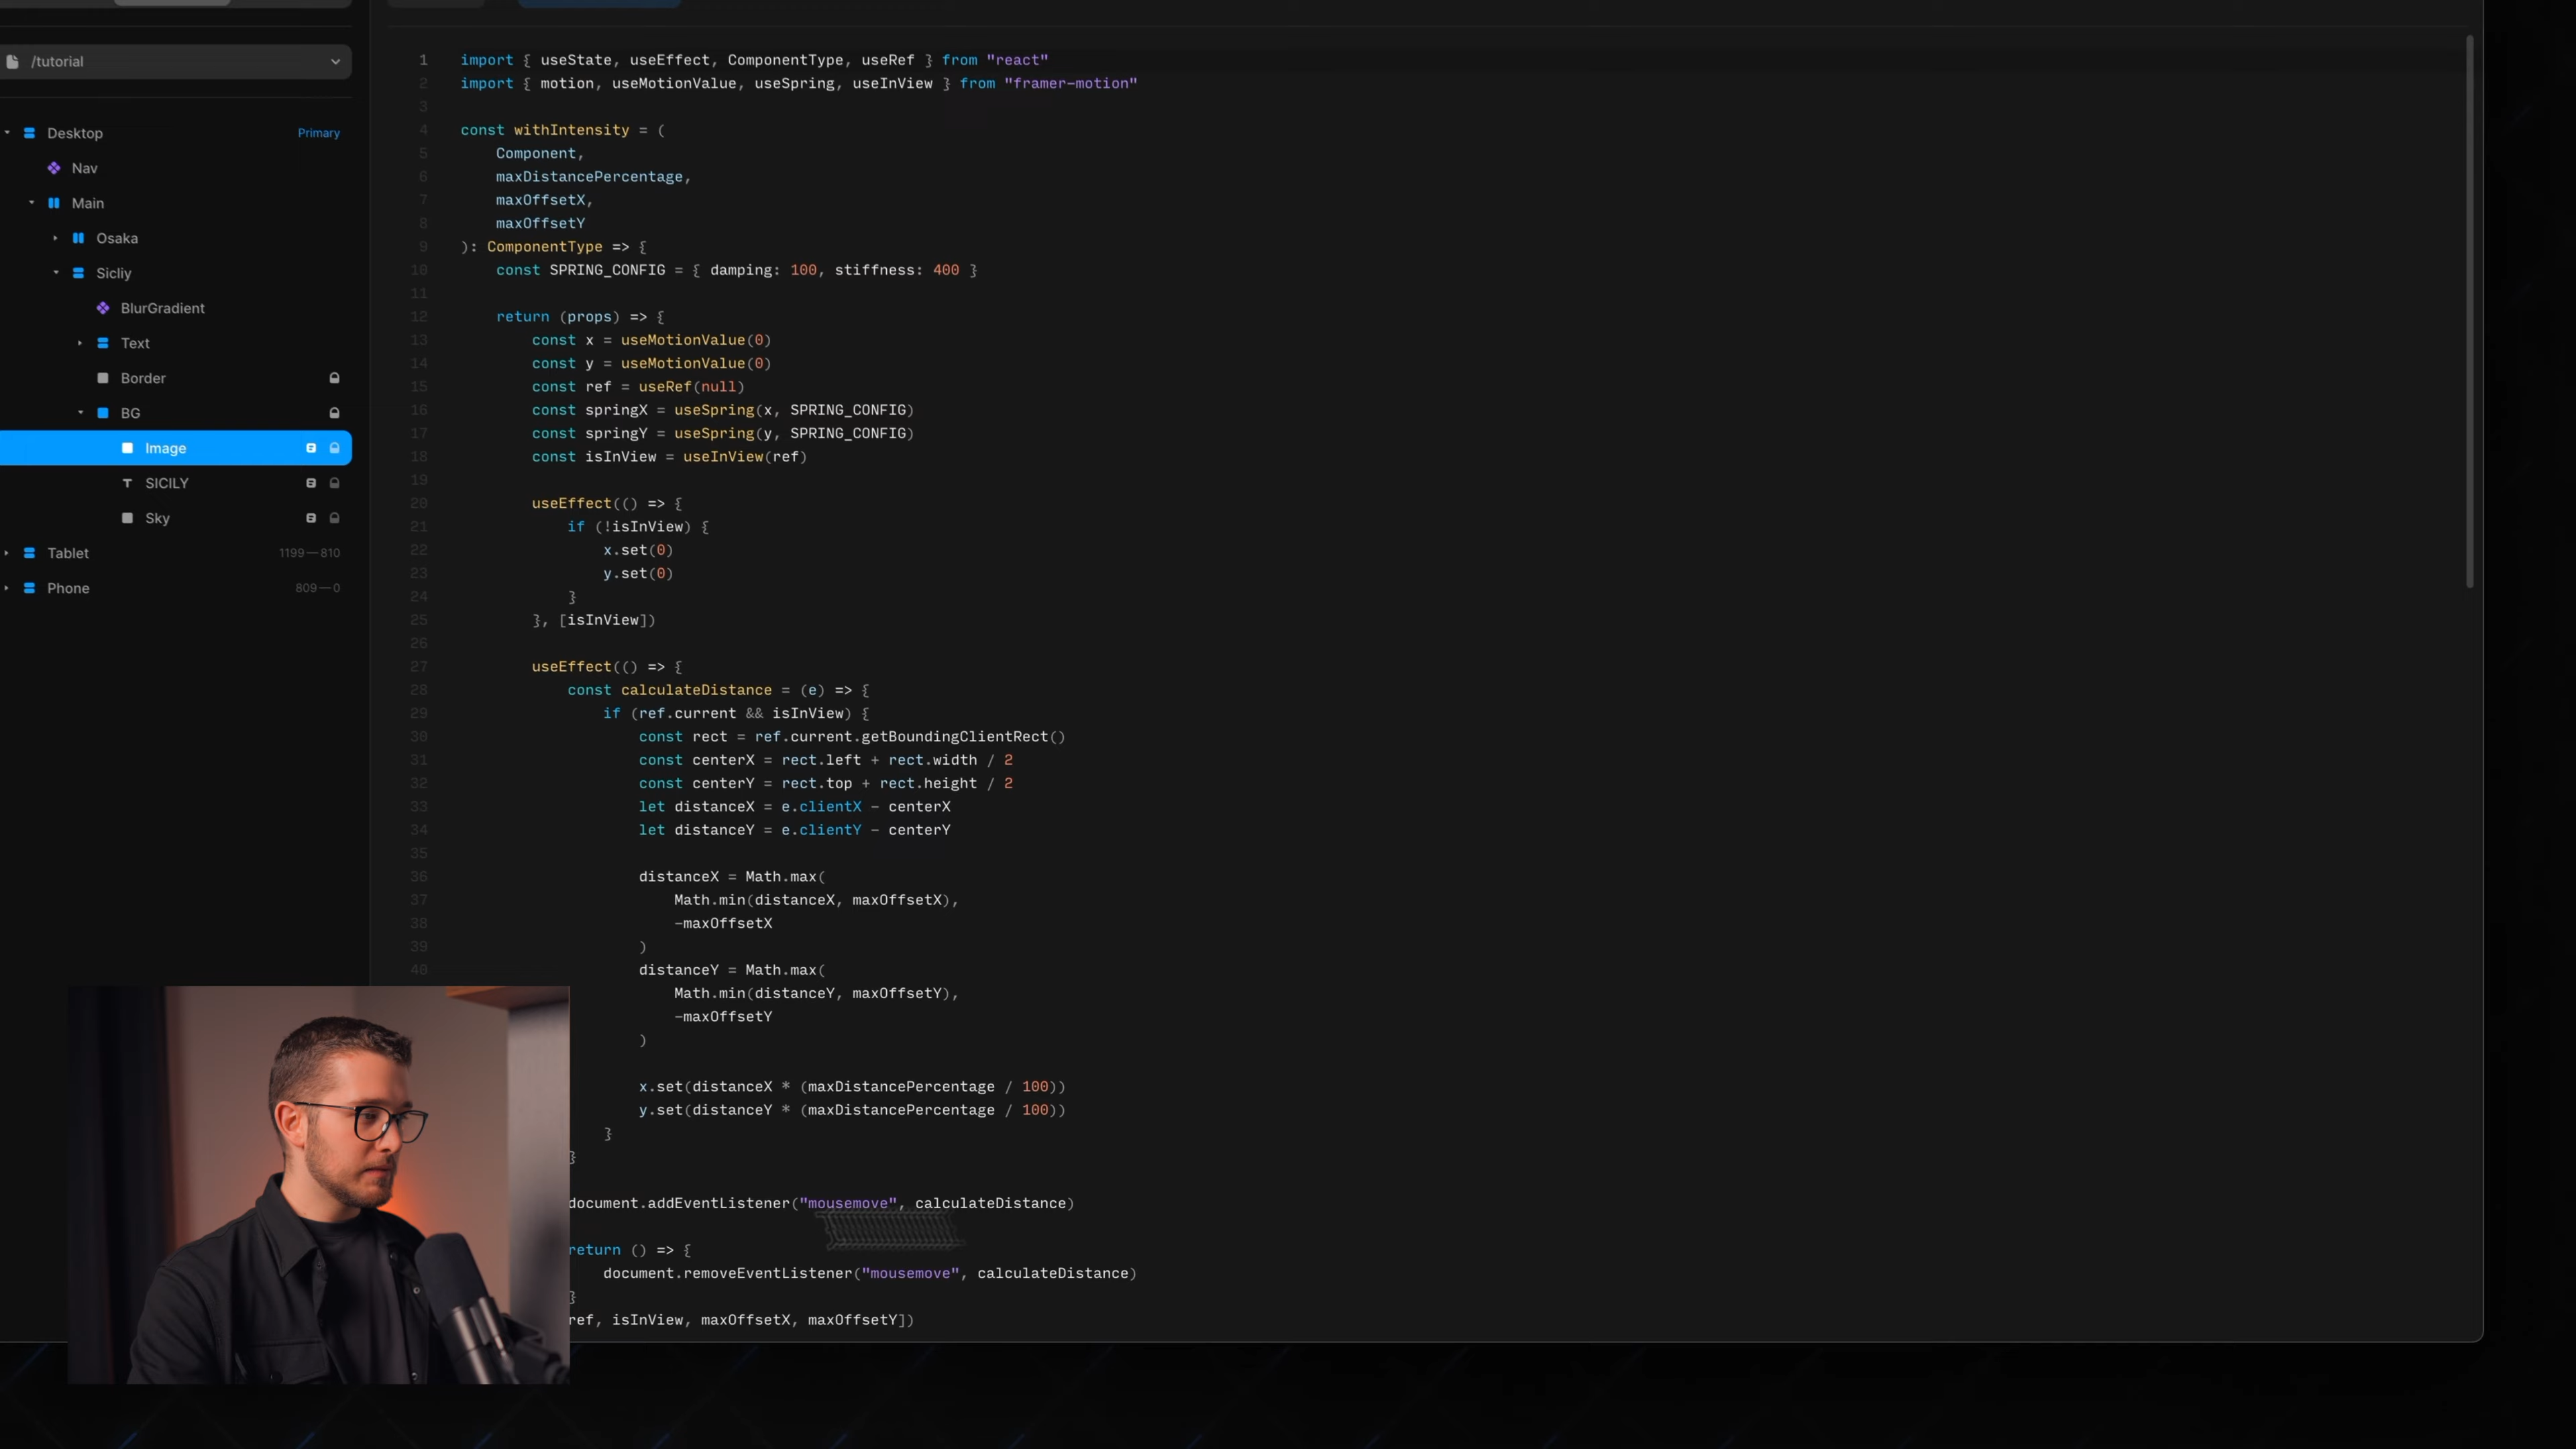 /tutorial
Desktop Primary
Nav
Main
Osaka
Sicliy
BlurGradient
Text
Border
BG
Image
SICILY
Sky
Tablet 1199—810
Phone 809—0
1 import { useState, useEffect, ComponentType, useRef } from "react"
2 import { motion, useMotionValue, useSpring, useInView } from "framer-motion"
3
4 const withIntensity = (
5 Component,
6 maxDistancePercentage,
7 maxOffsetX,
8 maxOffsetY
9 ): ComponentType => {
10 const SPRING_CONFIG = { damping: 100, stiffness: 400 }
11
12 return (props) => {
13 const x = useMotionValue(0)
14 const y = useMotionValue(0)
15 const ref = useRef(null)
16 const springX = useSpring(x, SPRING_CONFIG)
17 const springY = useSpring(y, SPRING_CONFIG)
18 const isInView = useInView(ref)
19
20 useEffect(() => {
21 if (!isInView) {
22 x.set(0)
23 y.set(0)
24 }
25 }, [isInView])
26
27 useEffect(() => {
28 const calculateDistance = (e) => {
29 if (ref.current && isInView) {
30 const rect = ref.current.getBoundingClientRect()
31 const centerX = rect.left + rect.width / 2
32 const centerY = rect.top + rect.height / 2
33 let distanceX = e.clientX - centerX
34 let distanceY = e.clientY - centerY
35
36 distanceX = Math.max(
37 Math.min(distanceX, maxOffsetX),
38 -maxOffsetX
39 )
40 distanceY = Math.max(
Math.min(distanceY, maxOffsetY),
-maxOffsetY
)
x.set(distanceX * (maxDistancePercentage / 100))
y.set(distanceY * (maxDistancePercentage / 100))
}
}
document.addEventListener("mousemove", calculateDistance)
return () => {
document.removeEventListener("mousemove", calculateDistance)
}
ref, isInView, maxOffsetX, maxOffsetY])